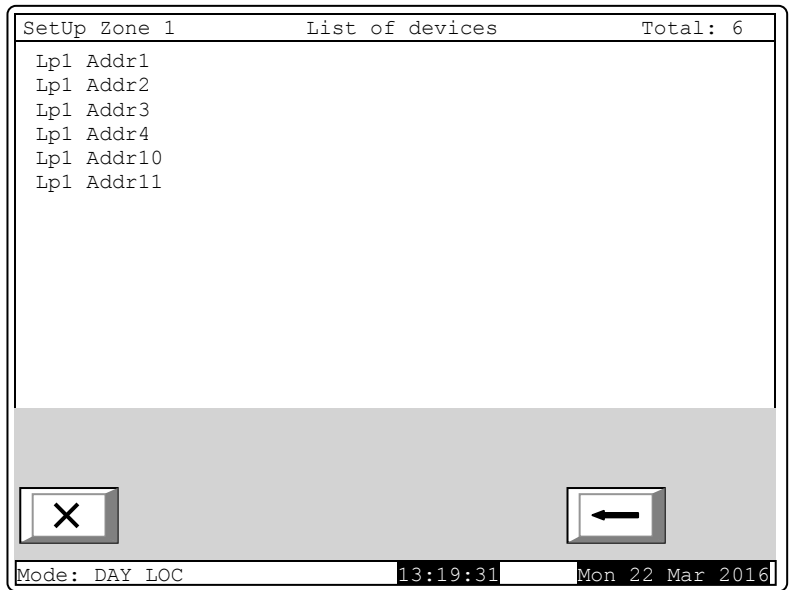 SetUp Zone 1 List of devices Total: 6
Lp1 Addr1
Lp1 Addr2
Lp1 Addr3
Lp1 Addr4
Lp1 Addr10
Lp1 Addr11
Mode: DAY LOC 13:19:31 Mon 22 Mar 2016